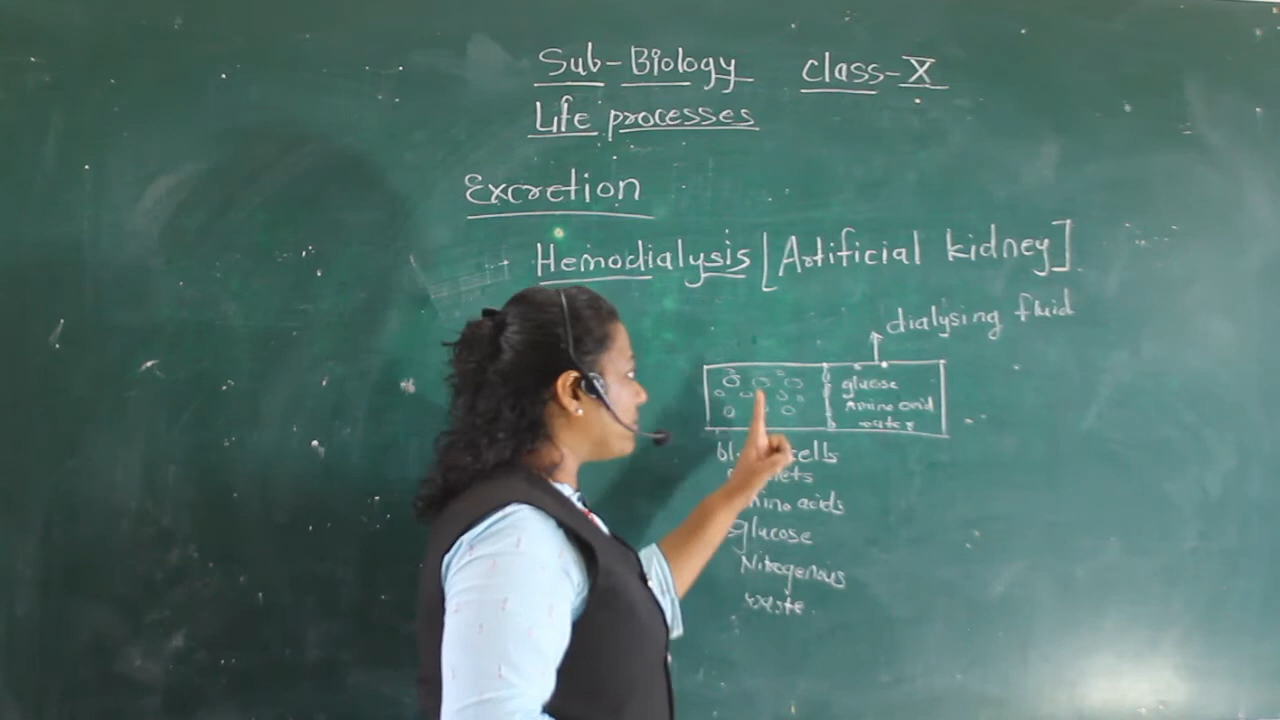 Sub-Biology class-X
Life processes
Excretion
Hemodialysis [Artificial kidney]
dialysing fluid
glucose
Amino acid
water
cells
acids
glucose
Nitrogenous
waste